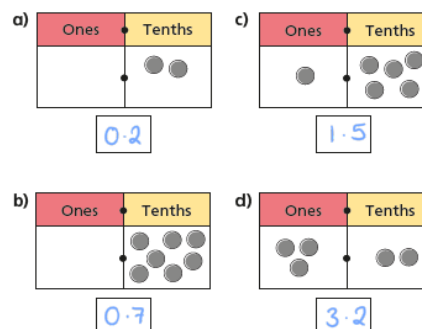 a)
Ones Tenths
0.2
b)
Ones Tenths
0.7
c)
Ones Tenths
1.5
d)
Ones Tenths
3.2